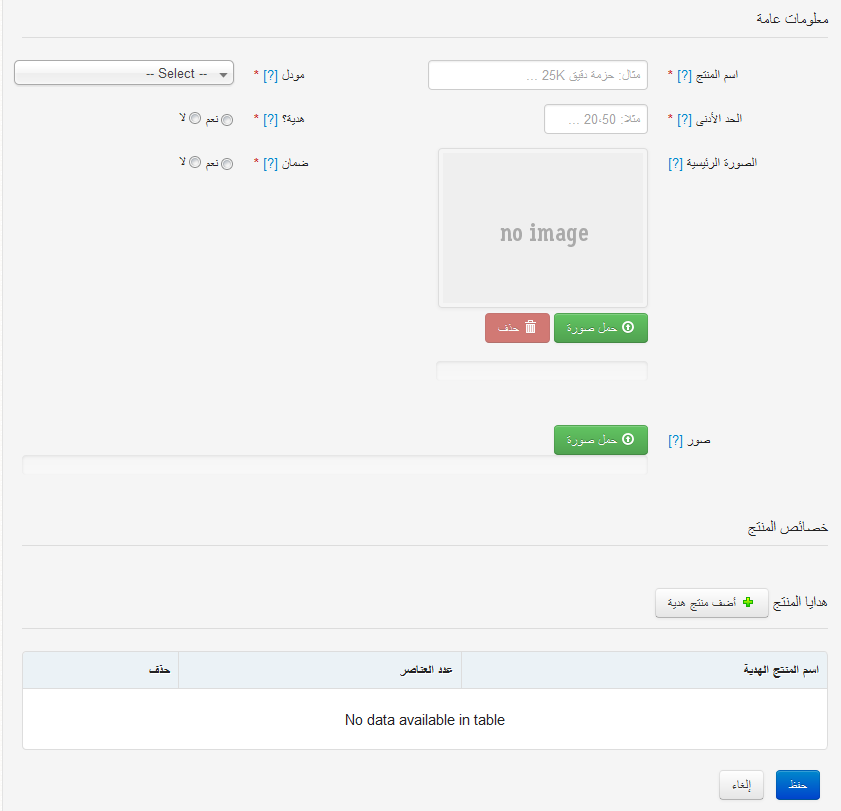 معلومات عامة
اسم المنتج [?] * مثال: حزمة دقيق 25K ... مودل [?] * -- Select --
الحد الأدنى [?] * مثلا: 20،50 ... هدية؟ [?] * نعم لا
الصورة الرئيسية [?] ضمان [?] * نعم لا
no image
حمل صورة حذف
صور [?] حمل صورة
خصائص المنتج
هدايا المنتج أضف منتج هدية
اسم المنتج الهدية عدد العناصر حذف
No data available in table
حفظ إلغاء